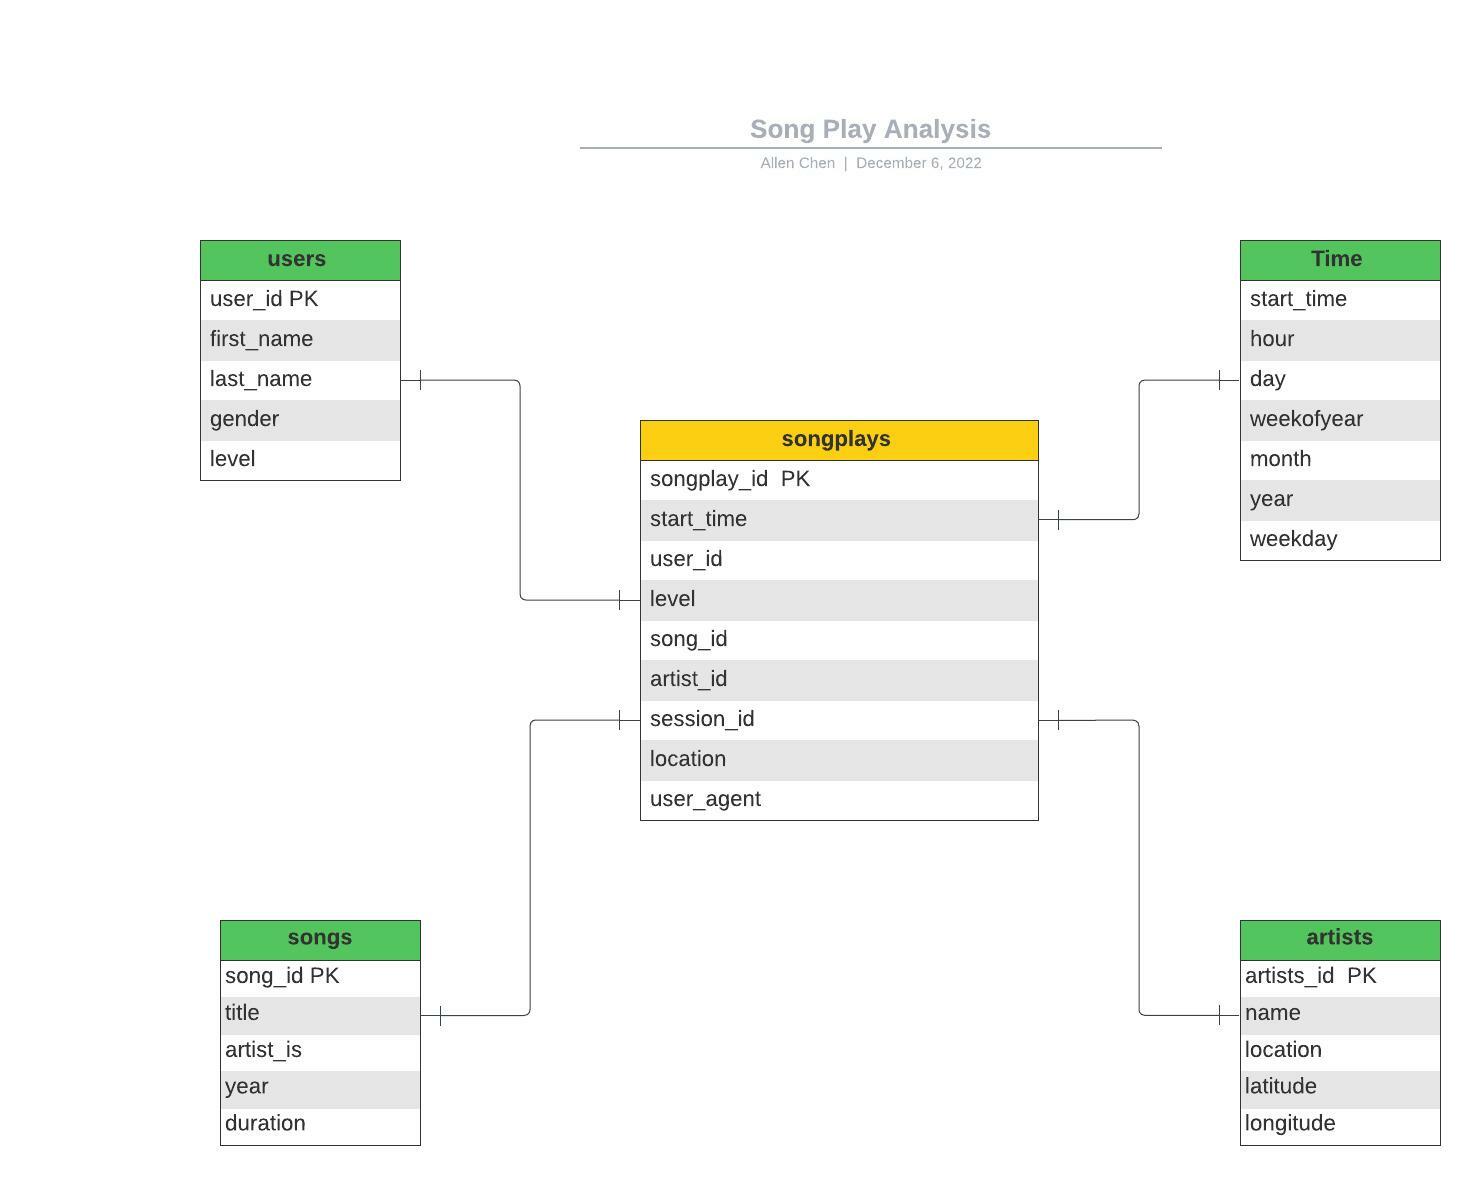 Song Play Analysis
Allen Chen | December 6, 2022
users
user_id PK
first_name
last_name
gender
level
Time
start_time
hour
day
weekofyear
month
year
weekday
songplays
songplay_id  PK
start_time
user_id
level
song_id
artist_id
session_id
location
user_agent
songs
song_id PK
title
artist_is
year
duration
artists
artists_id  PK
name
location
latitude
longitude